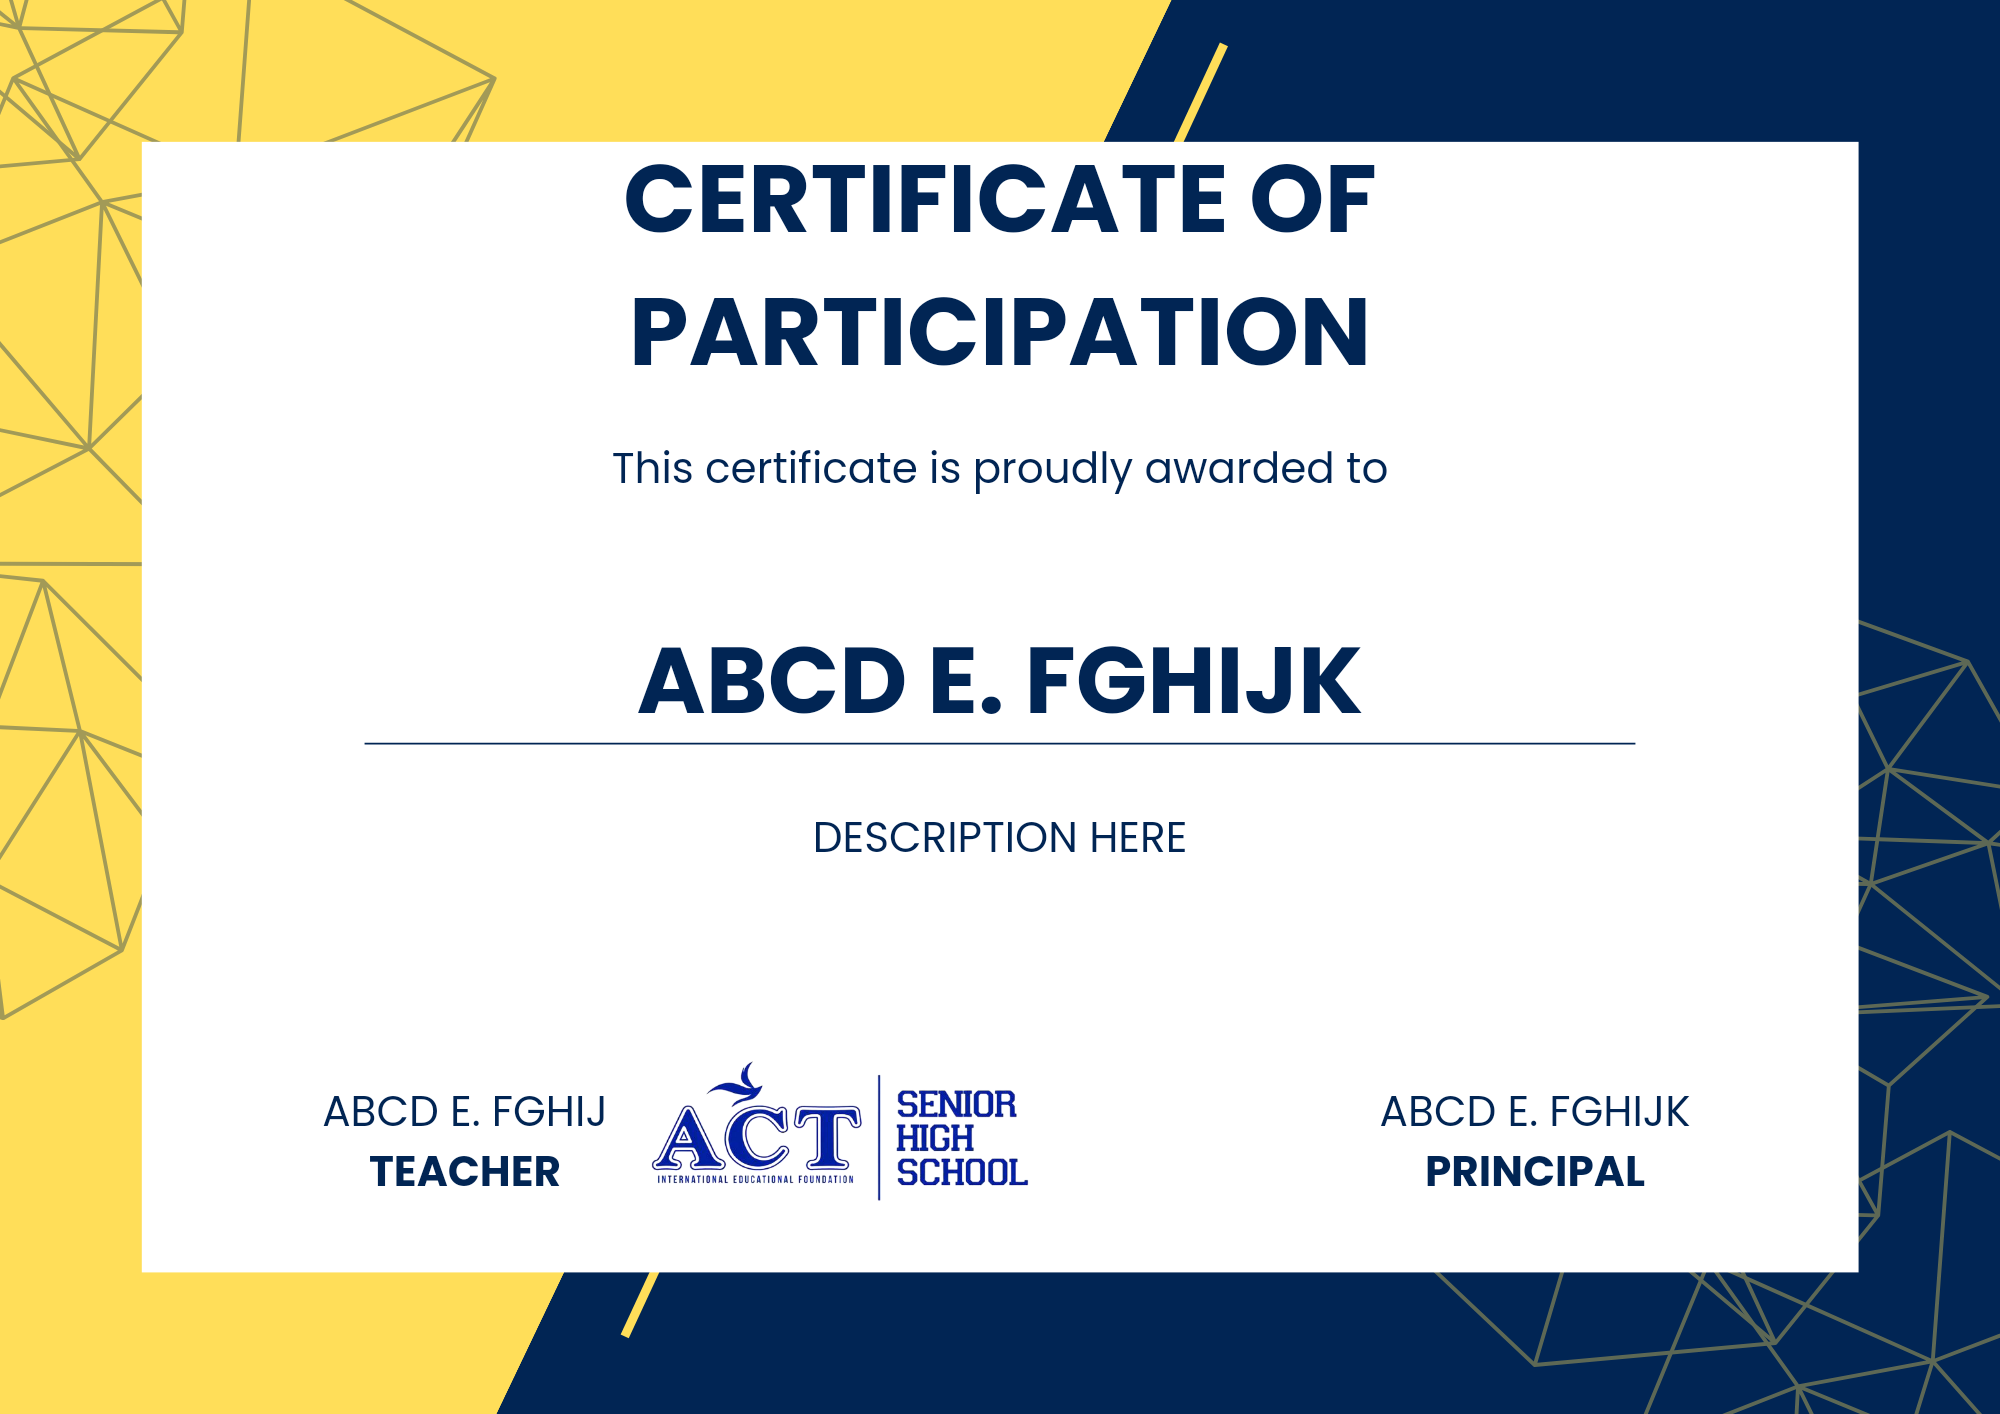 CERTIFICATE OF
PARTICIPATION
This certificate is proudly awarded to
ABCD E. FGHIJK
DESCRIPTION HERE
ABCD E. FGHIJ
TEACHER
ACT
INTERNATIONAL EDUCATIONAL FOUNDATION
SENIOR
HIGH
SCHOOL
ABCD E. FGHIJK
PRINCIPAL